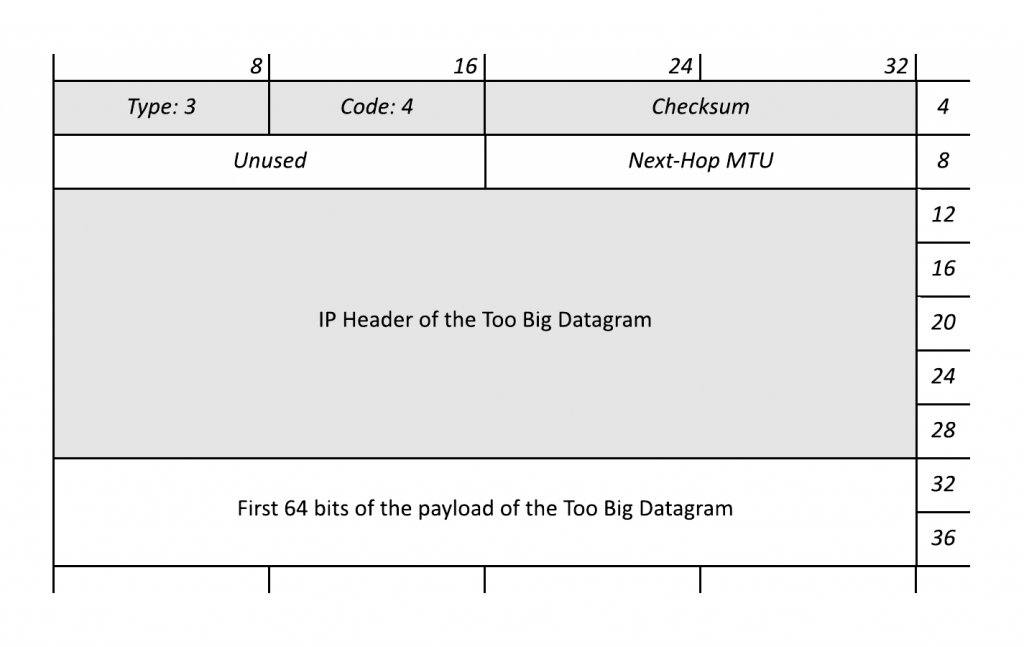 8 16 24 32
Type: 3 Code: 4 Checksum 4
Unused Next-Hop MTU 8
12
16
IP Header of the Too Big Datagram 20
24
28
32
First 64 bits of the payload of the Too Big Datagram
36